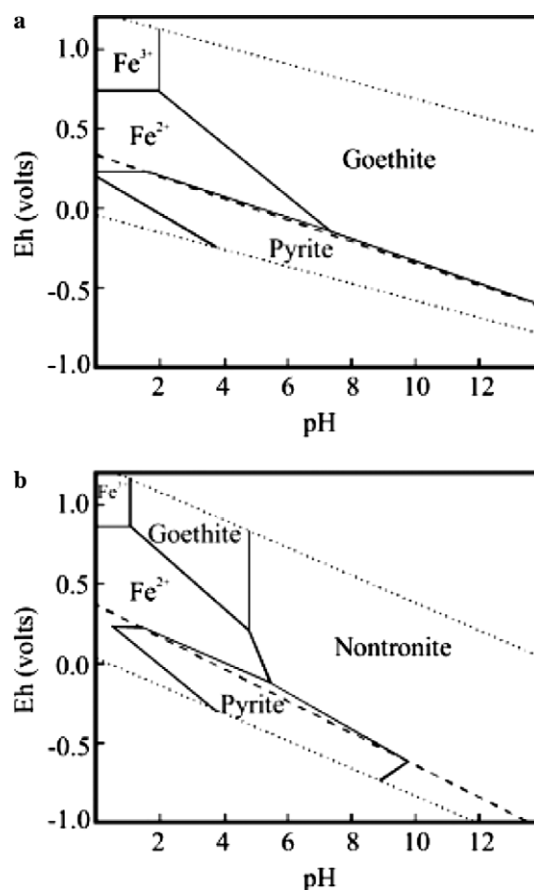 a
1.0
Fe3+
0.5
Fe2+
Goethite
Eh (volts)
0.0
Pyrite
-0.5
-1.0
2 4 6 8 10 12
pH
b
1.0
Goethite
0.5
Fe2+
Nontronite
Eh (volts)
0.0
Pyrite
-0.5
-1.0
2 4 6 8 10 12
pH